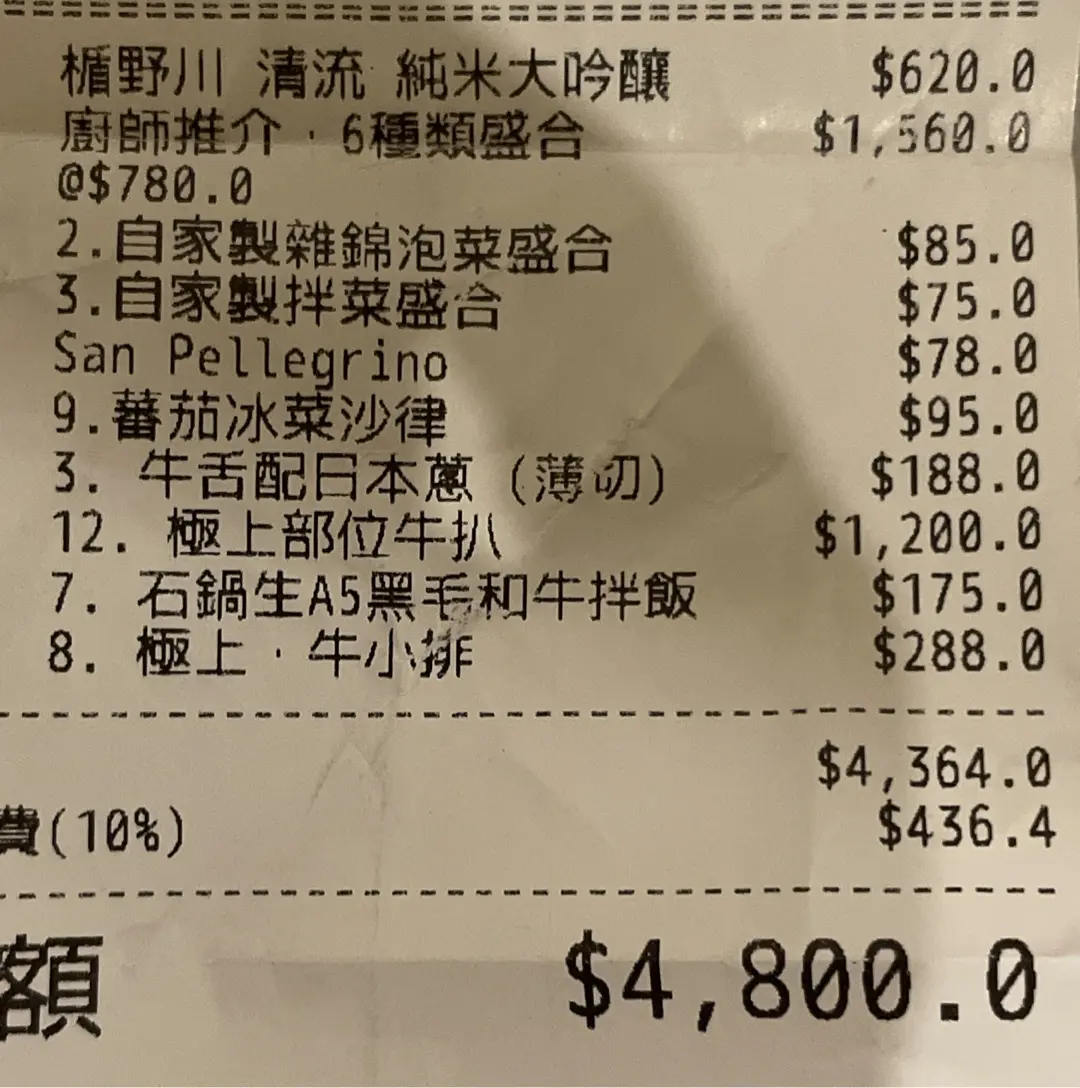 楯野川 清流 純米大吟釀 $620.0
廚師推介·6種類盛合 $1,560.0
@$780.0
2.自家製雜錦泡菜盛合 $85.0
3.自家製拌菜盛合 $75.0
San Pellegrino $78.0
9.蕃茄冰菜沙律 $95.0
3. 牛舌配日本蔥 (薄切) $188.0
12. 極上部位牛扒 $1,200.0
7. 石鍋生A5黑毛和牛拌飯 $175.0
8. 極上·牛小排 $288.0
$4,364.0
費(10%) $436.4
額 $4,800.0